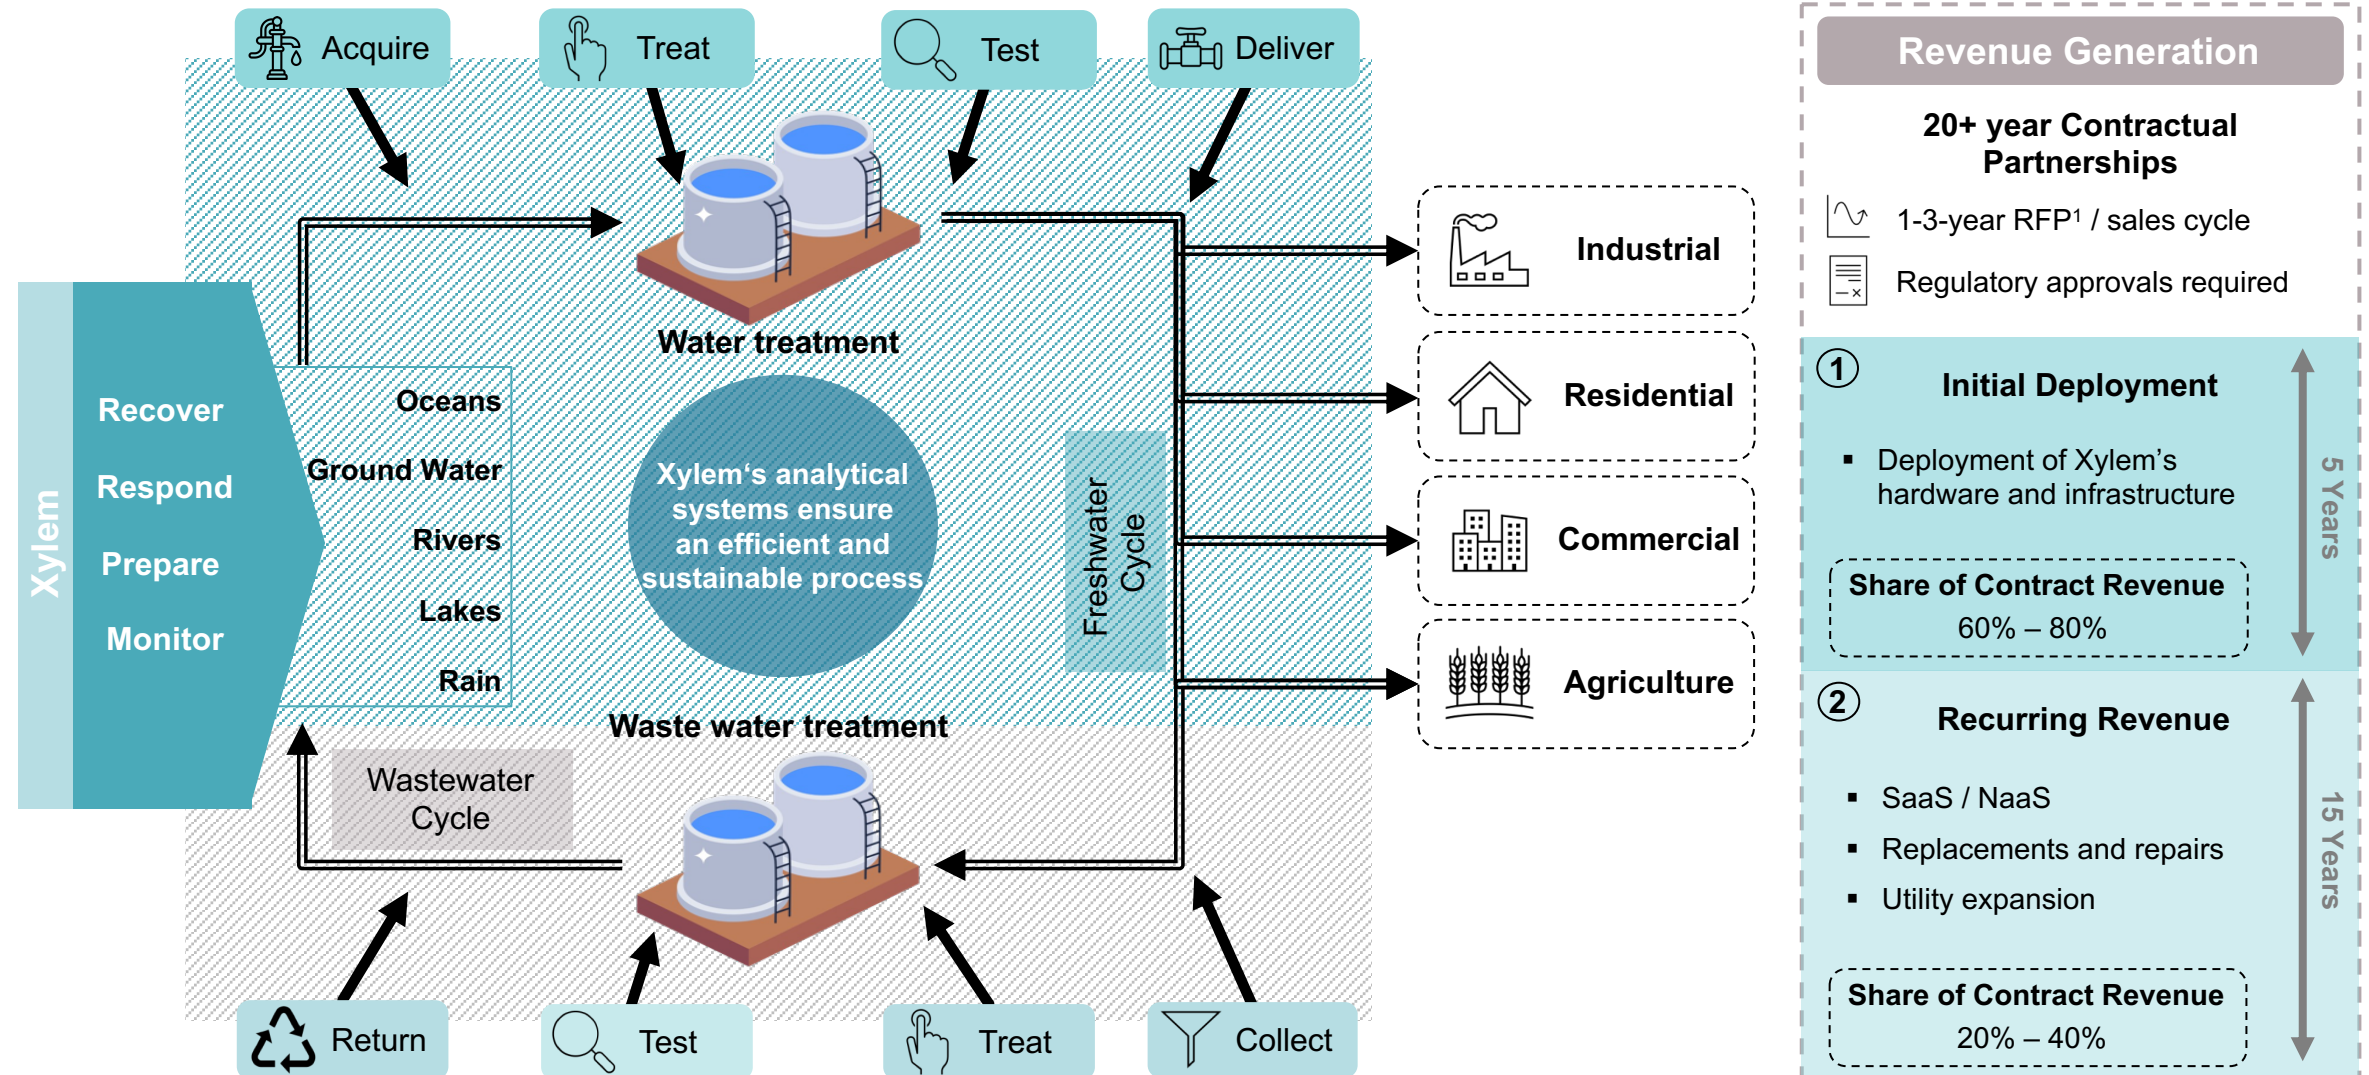 Acquire
Treat
Test
Deliver
Xylem
Recover
Respond
Prepare
Monitor
Oceans
Ground Water
Rivers
Lakes
Rain
Water treatment
Xylem‘s analytical
systems ensure
an efficient and
sustainable process
Freshwater
Cycle
Waste water treatment
Wastewater
Cycle
Return
Test
Treat
Collect
Industrial
Residential
Commercial
Agriculture
Revenue Generation
20+ year Contractual
Partnerships
1-3-year RFP¹ / sales cycle
Regulatory approvals required
1
Initial Deployment
▪ Deployment of Xylem’s
hardware and infrastructure
Share of Contract Revenue
60% – 80%
5 Years
2
Recurring Revenue
▪ SaaS / NaaS
▪ Replacements and repairs
▪ Utility expansion
Share of Contract Revenue
20% – 40%
15 Years